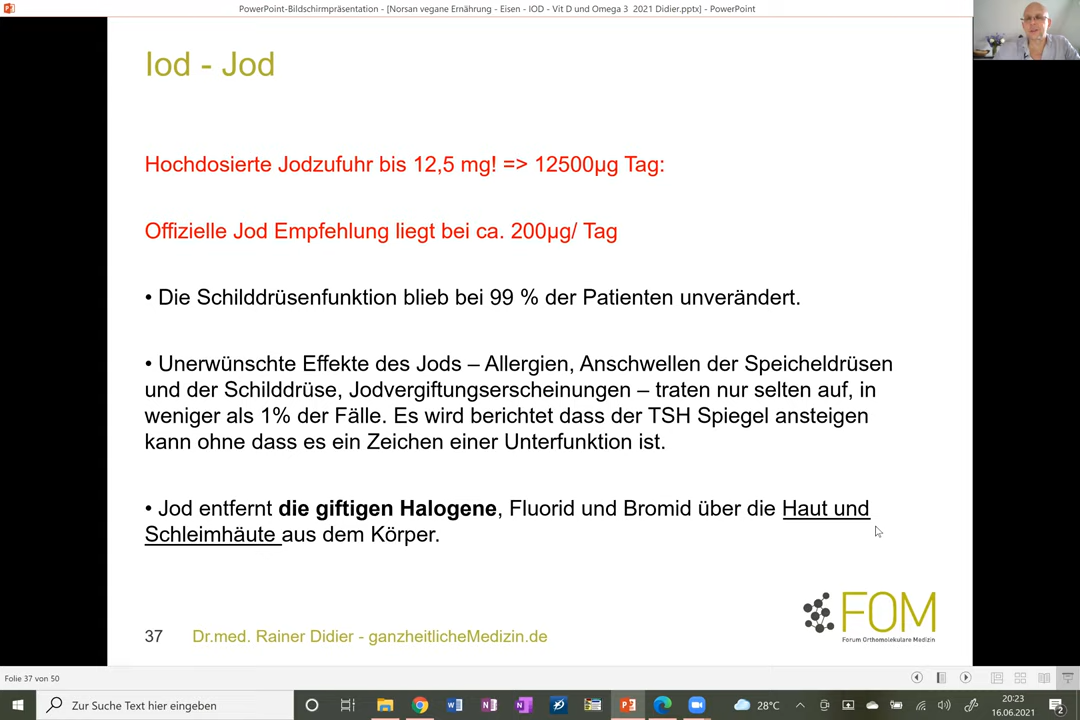 PowerPoint-Bildschirmpräsentation - [Norsan vegane Ernährung - Eisen - IOD - Vit D und Omega 3 2021 Didier.pptx] - PowerPoint
Iod - Jod
Hochdosierte Jodzufuhr bis 12,5 mg! => 12500µg Tag:
Offizielle Jod Empfehlung liegt bei ca. 200µg/ Tag
• Die Schilddrüsenfunktion blieb bei 99 % der Patienten unverändert.
• Unerwünschte Effekte des Jods – Allergien, Anschwellen der Speicheldrüsen
und der Schilddrüse, Jodvergiftungserscheinungen – traten nur selten auf, in
weniger als 1% der Fälle. Es wird berichtet dass der TSH Spiegel ansteigen
kann ohne dass es ein Zeichen einer Unterfunktion ist.
• Jod entfernt die giftigen Halogene, Fluorid und Bromid über die Haut und
Schleimhäute aus dem Körper.
FOM
Forum Orthomolekulare Medizin
37 Dr.med. Rainer Didier - ganzheitlicheMedizin.de
Folie 37 von 50
Zur Suche Text hier eingeben
28°C
20:23
16.06.2021
2